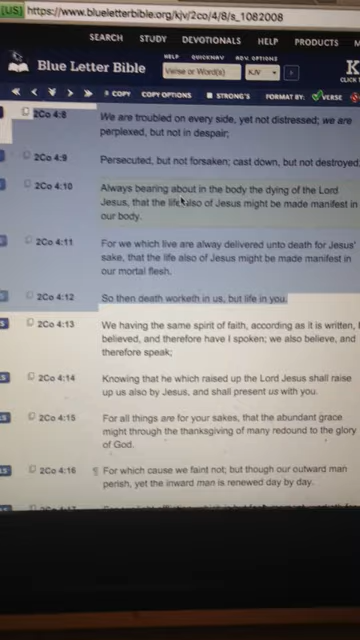 [US] https://www.blueletterbible.org/kjv/2co/4/8/s_1082008
SEARCH STUDY DEVOTIONALS HELP PRODUCTS
HELP QUICKNAV ADV. OPTIONS
Blue Letter Bible Verse or Word(s) KJV
COPY COPY OPTIONS STRONG'S FORMAT BY: VERSE
2Co 4:8 We are troubled on every side, yet not distressed; we are
perplexed, but not in despair;
2Co 4:9 Persecuted, but not forsaken; cast down, but not destroyed
2Co 4:10 Always bearing about in the body the dying of the Lord
Jesus, that the life also of Jesus might be made manifest in
our body.
2Co 4:11 For we which live are alway delivered unto death for Jesus'
sake, that the life also of Jesus might be made manifest in
our mortal flesh.
2Co 4:12 So then death worketh in us, but life in you.
2Co 4:13 We having the same spirit of faith, according as it is written, I
believed, and therefore have I spoken; we also believe, and
therefore speak;
2Co 4:14 Knowing that he which raised up the Lord Jesus shall raise
up us also by Jesus, and shall present us with you.
2Co 4:15 For all things are for your sakes, that the abundant grace
might through the thanksgiving of many redound to the glory
of God.
2Co 4:16 ¶ For which cause we faint not; but though our outward man
perish, yet the inward man is renewed day by day.